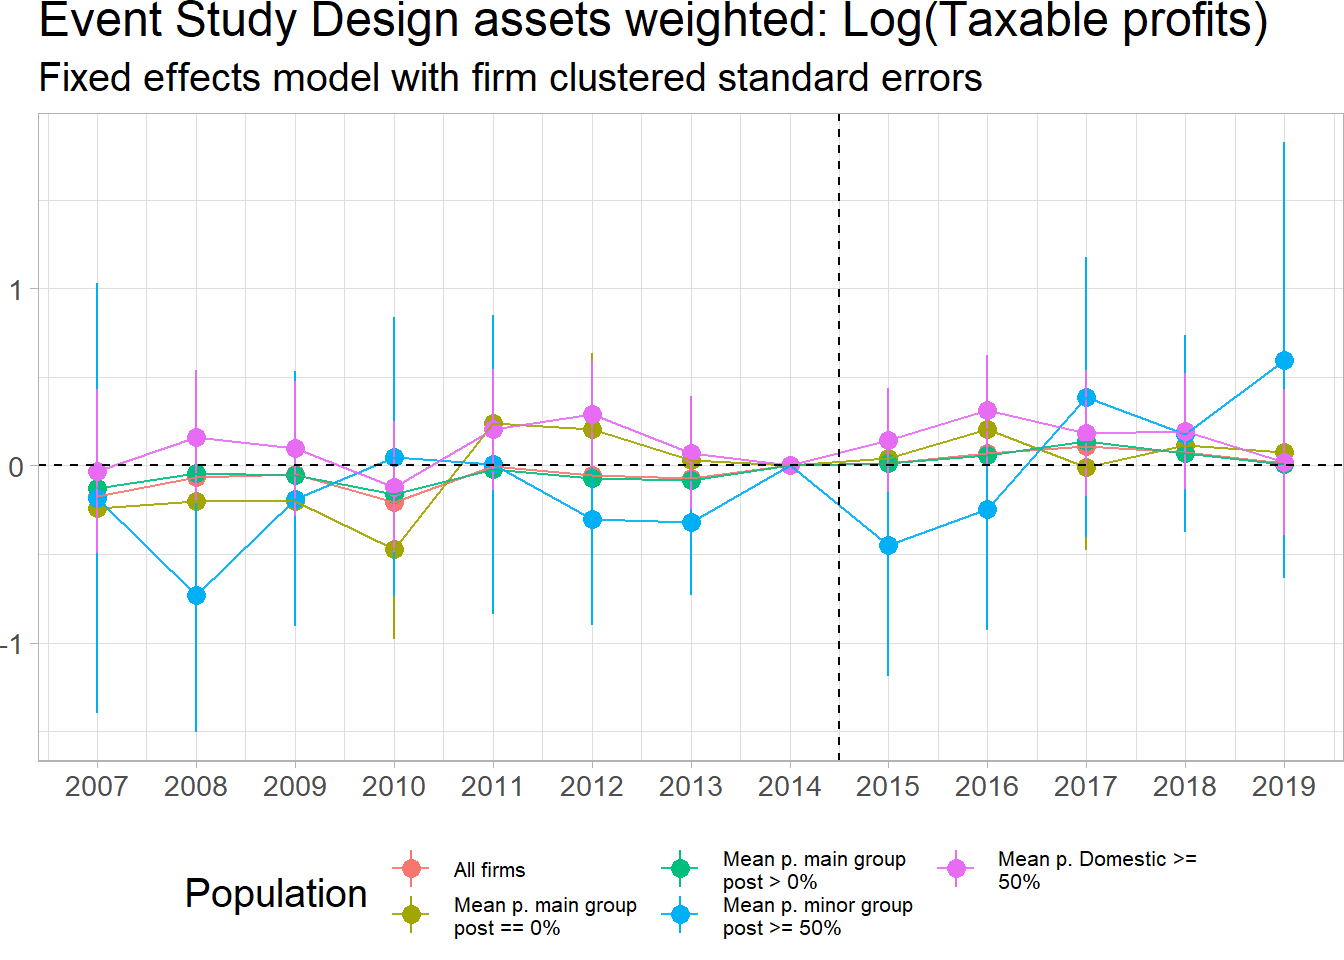 Event Study Design assets weighted: Log(Taxable profits)
Fixed effects model with firm clustered standard errors
1
0
-1
2007 2008 2009 2010 2011 2012 2013 2014 2015 2016 2017 2018 2019
Population
All firms
Mean p. main group
post == 0%
Mean p. main group
post > 0%
Mean p. minor group
post >= 50%
Mean p. Domestic >=
50%